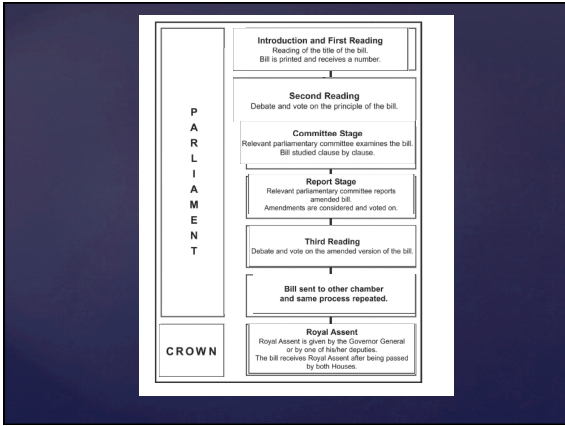 PARLIAMENT
Introduction and First Reading
Reading of the title of the bill.
Bill is printed and receives a number.
Second Reading
Debate and vote on the principle of the bill.
Committee Stage
Relevant parliamentary committee examines the bill.
Bill studied clause by clause.
Report Stage
Relevant parliamentary committee reports
amended bill.
Amendments are considered and voted on.
Third Reading
Debate and vote on the amended version of the bill.
Bill sent to other chamber
and same process repeated.
CROWN
Royal Assent
Royal Assent is given by the Governor General
or by one of his/her deputies.
The bill receives Royal Assent after being passed
by both Houses.